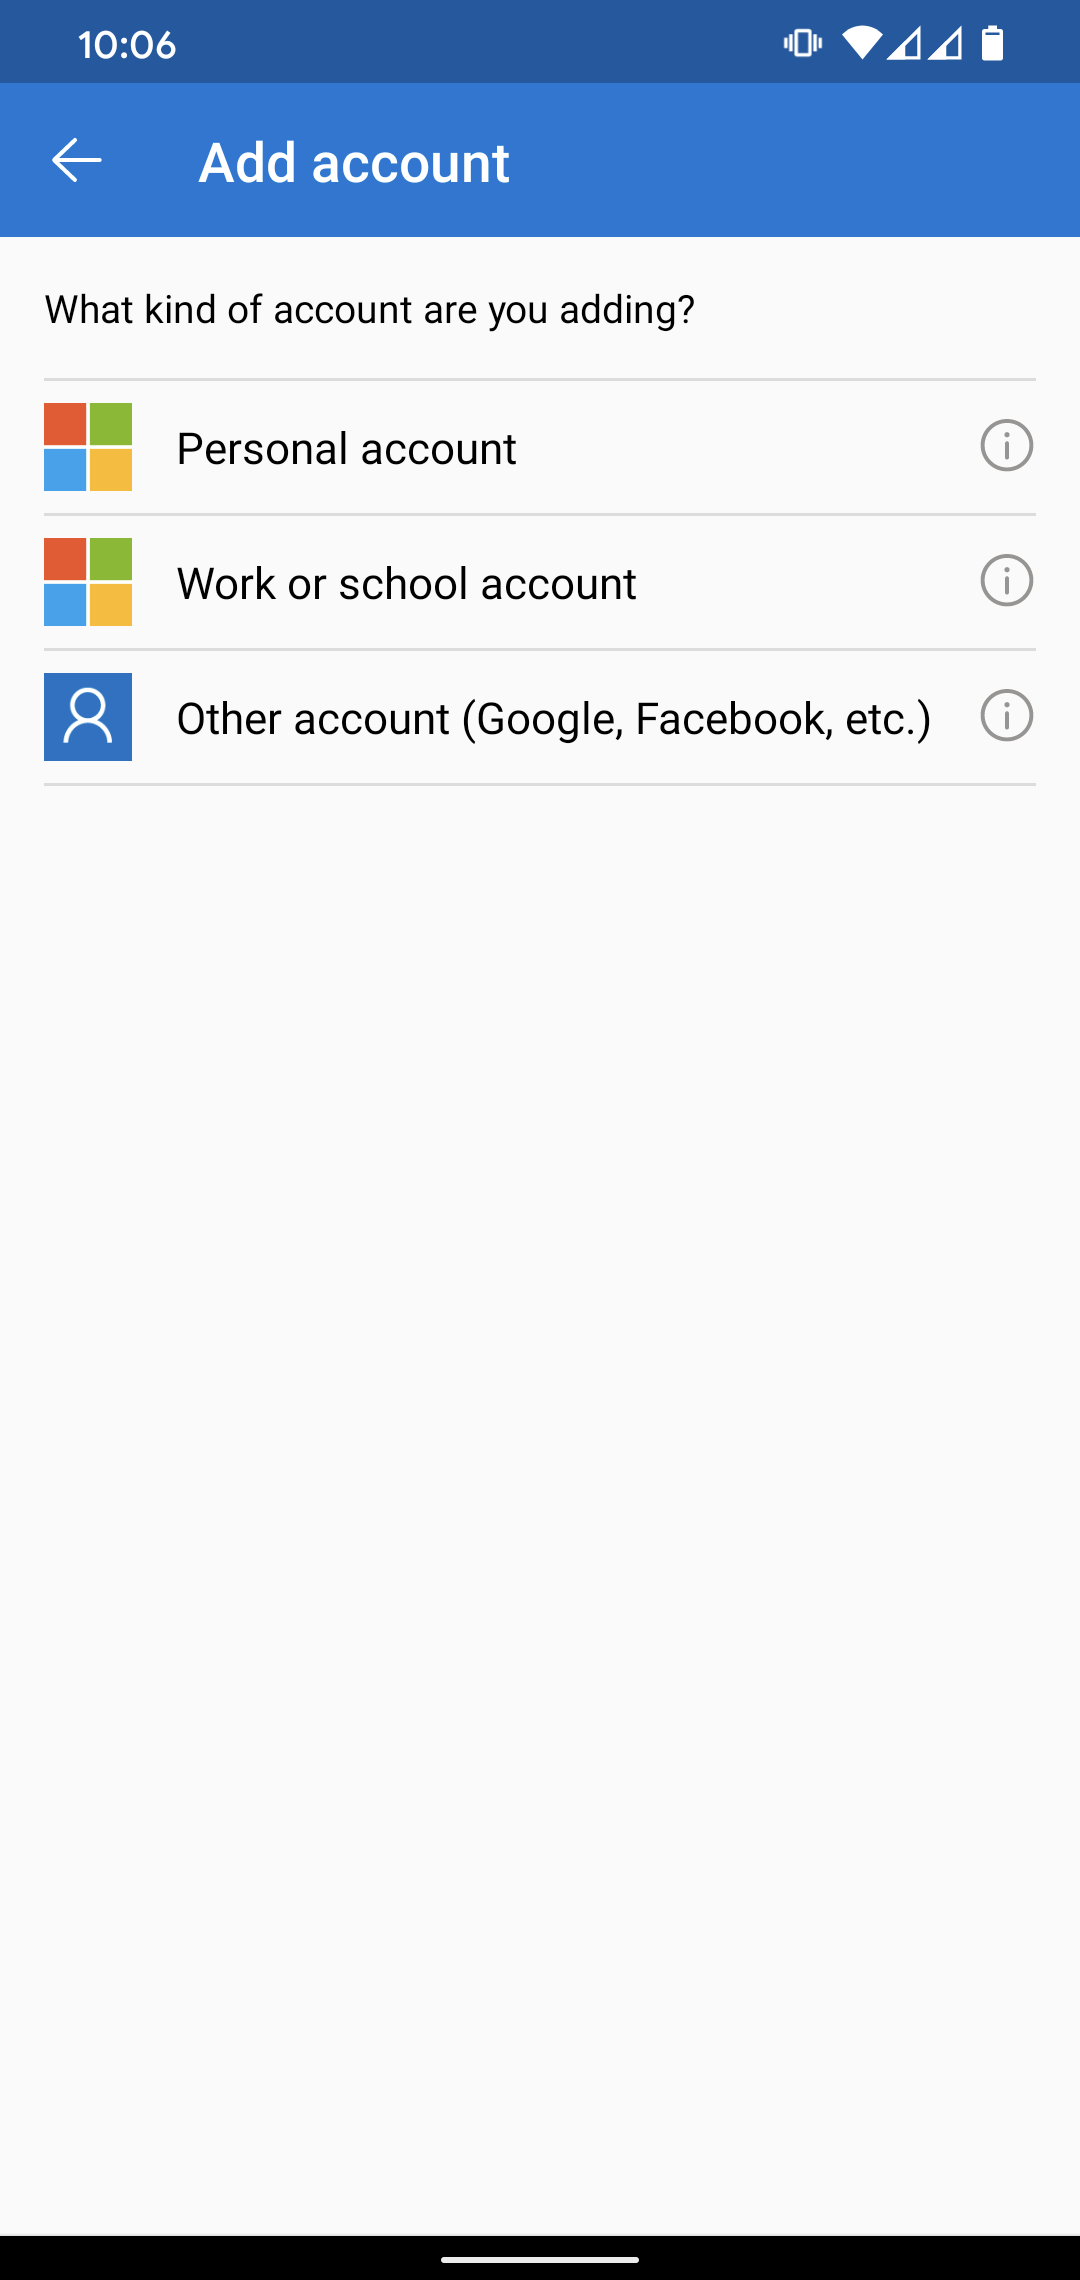 10:06
Add account
What kind of account are you adding?
Personal account
Work or school account
Other account (Google, Facebook, etc.)